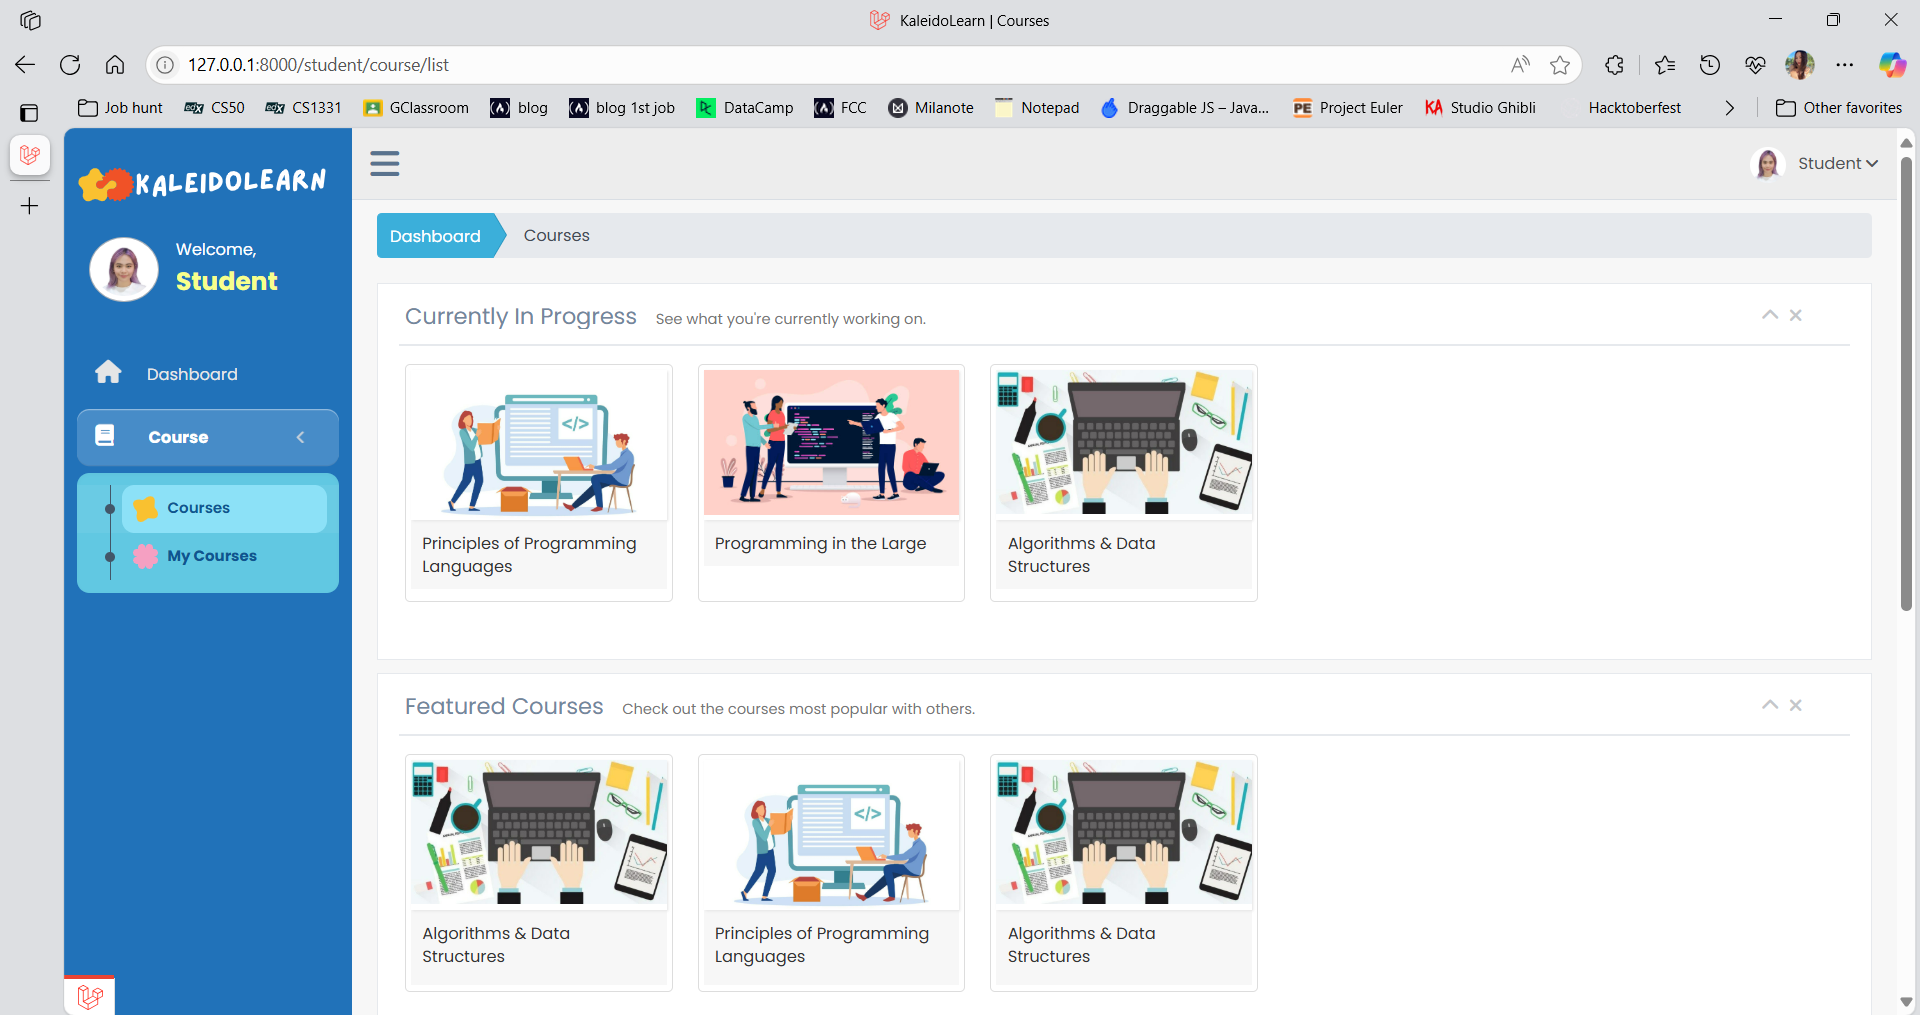 KaleidoLearn | Courses
127.0.0.1:8000/student/course/list
Job hunt
CS50
CS1331
GClassroom
blog
blog 1st job
DataCamp
FCC
Milanote
Notepad
Draggable JS – Java...
Project Euler
Studio Ghibli
Hacktoberfest
Other favorites
KALEIDOLEARN
Student
Welcome,
Student
Dashboard
Course
Courses
My Courses
Dashboard
Courses
Currently In Progress
See what you're currently working on.
Principles of Programming
Languages
Programming in the Large
Algorithms & Data
Structures
Featured Courses
Check out the courses most popular with others.
Algorithms & Data
Structures
Principles of Programming
Languages
Algorithms & Data
Structures